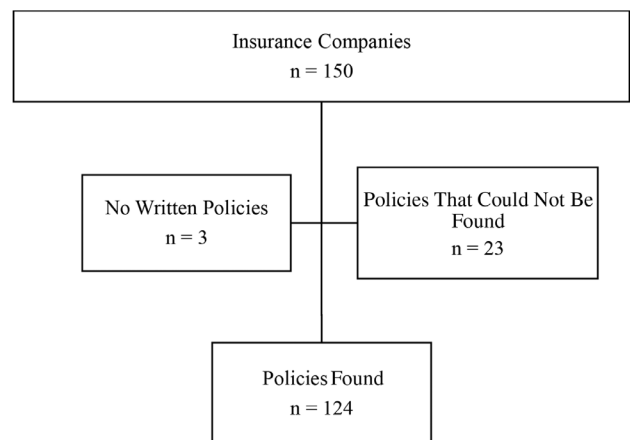 Insurance Companies
n = 150
No Written Policies
n = 3
Policies That Could Not Be
Found
n = 23
Policies Found
n = 124